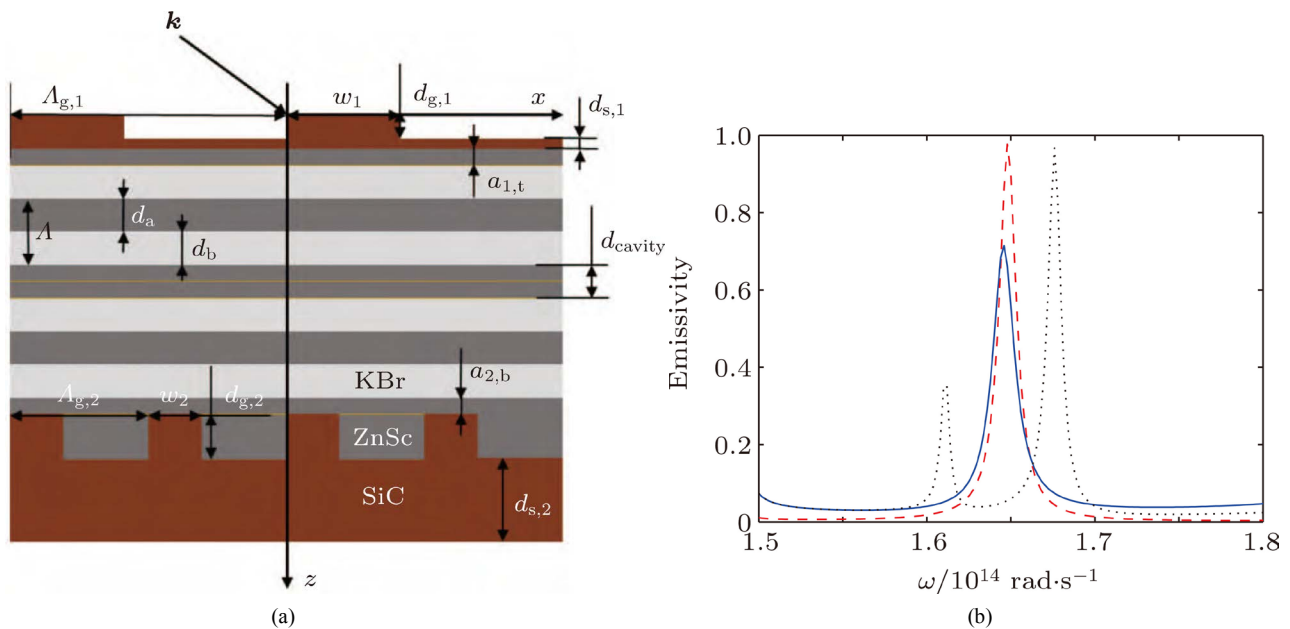 (a)
k
Λg,1
w1
dg,1
x
ds,1
a1,t
da
Λ
db
dcavity
KBr
a2,b
Λg,2
w2
dg,2
ZnSc
SiC
ds,2
z
(b)
1.0
0.8
0.6
0.4
0.2
0
Emissivity
1.5 1.6 1.7 1.8
ω/10¹⁴ rad·s⁻¹
(a) (b)